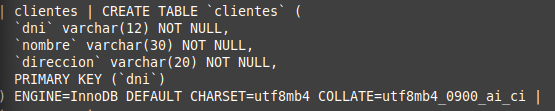 | clientes | CREATE TABLE `clientes` (
`dni` varchar(12) NOT NULL,
`nombre` varchar(30) NOT NULL,
`direccion` varchar(20) NOT NULL,
PRIMARY KEY (`dni`)
) ENGINE=InnoDB DEFAULT CHARSET=utf8mb4 COLLATE=utf8mb4_0900_ai_ci |